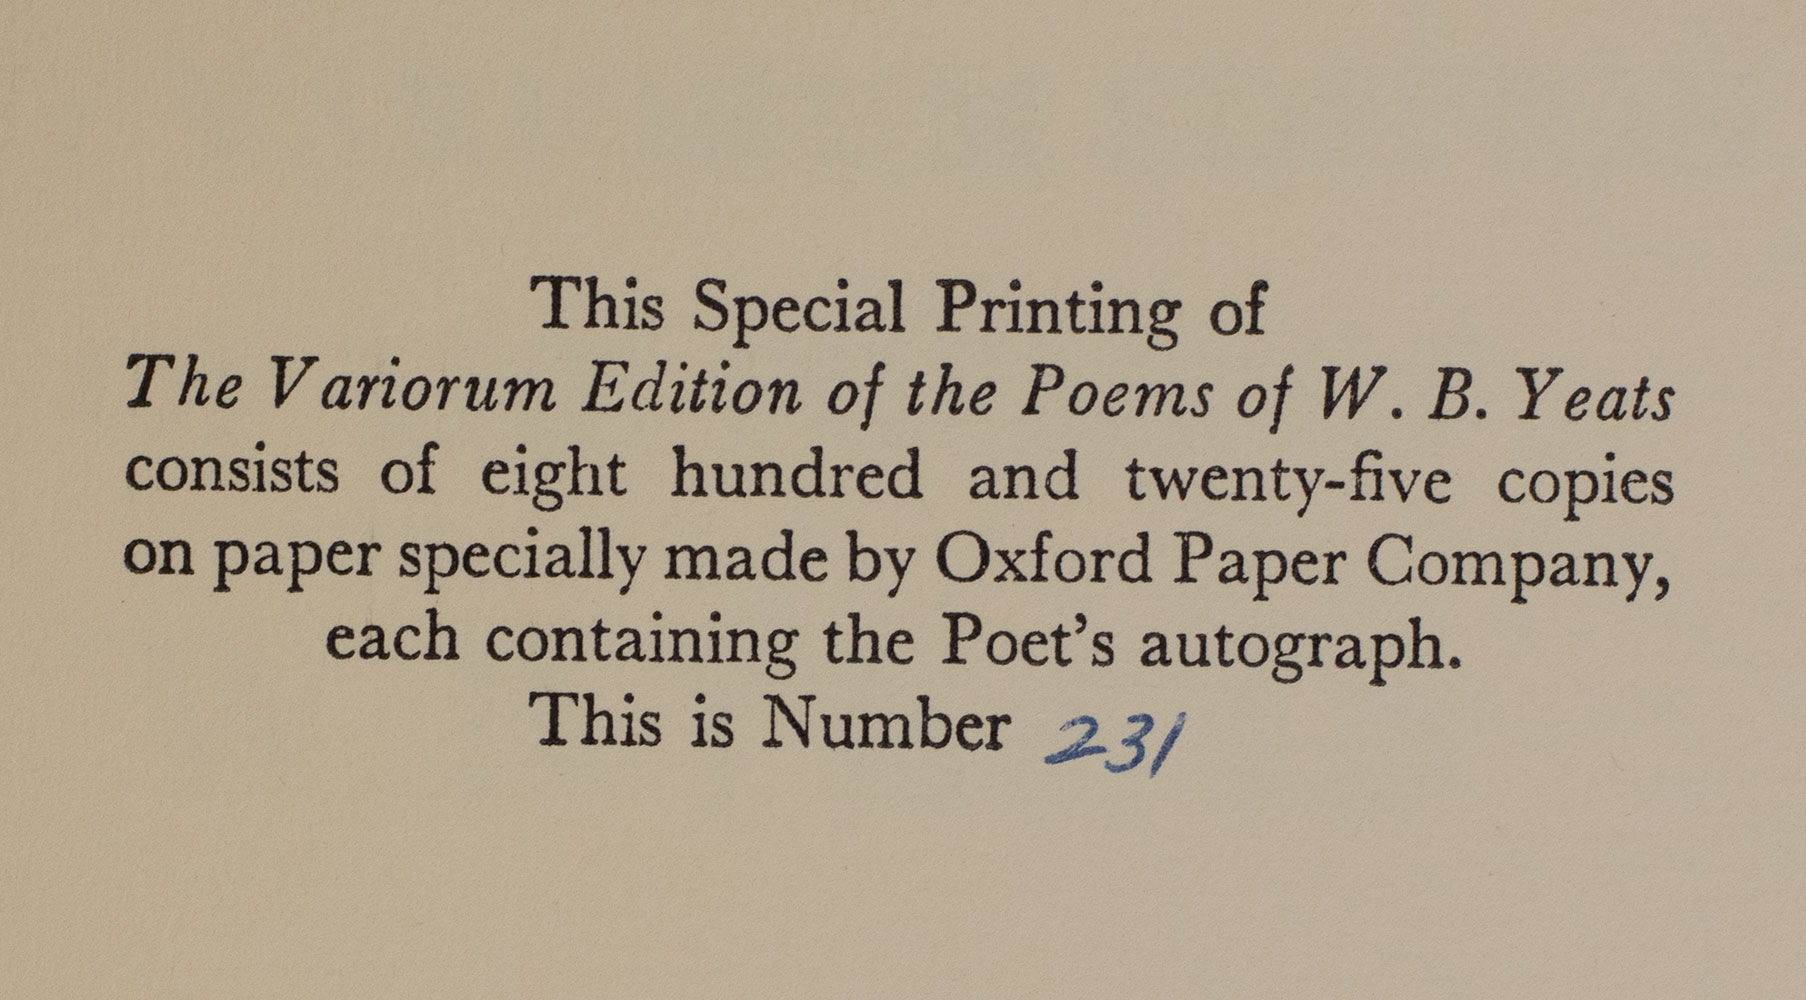 This Special Printing of
The Variorum Edition of the Poems of W. B. Yeats
consists of eight hundred and twenty-five copies
on paper specially made by Oxford Paper Company,
each containing the Poet's autograph.
This is Number 231